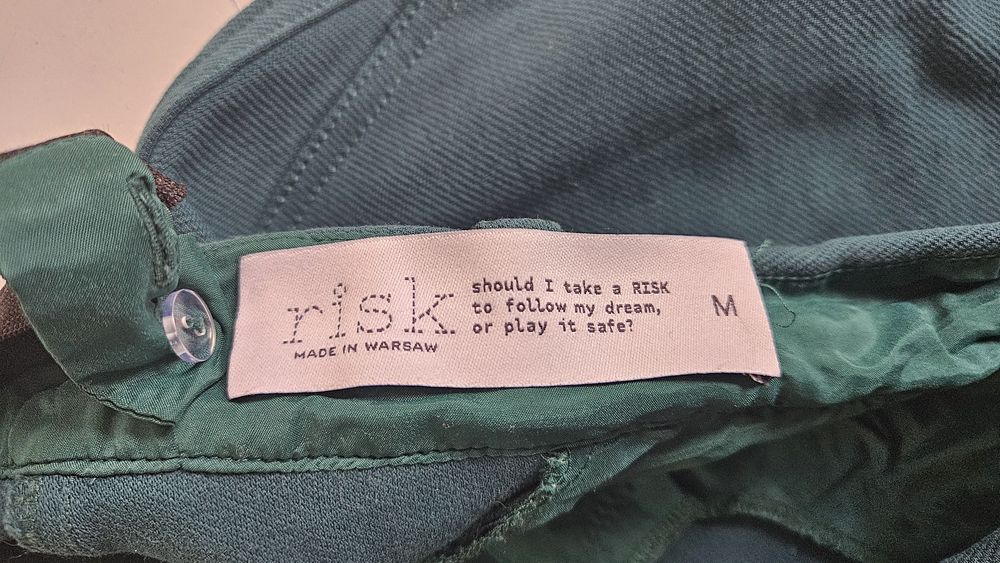 risk
MADE IN WARSAW
should I take a RISK
to follow my dream,
or play it safe?
M